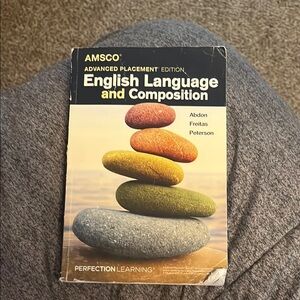 AMSCO®
ADVANCED PLACEMENT EDITION
English Language
and Composition
Abdon
Freitas
Peterson
PERFECTION LEARNING®